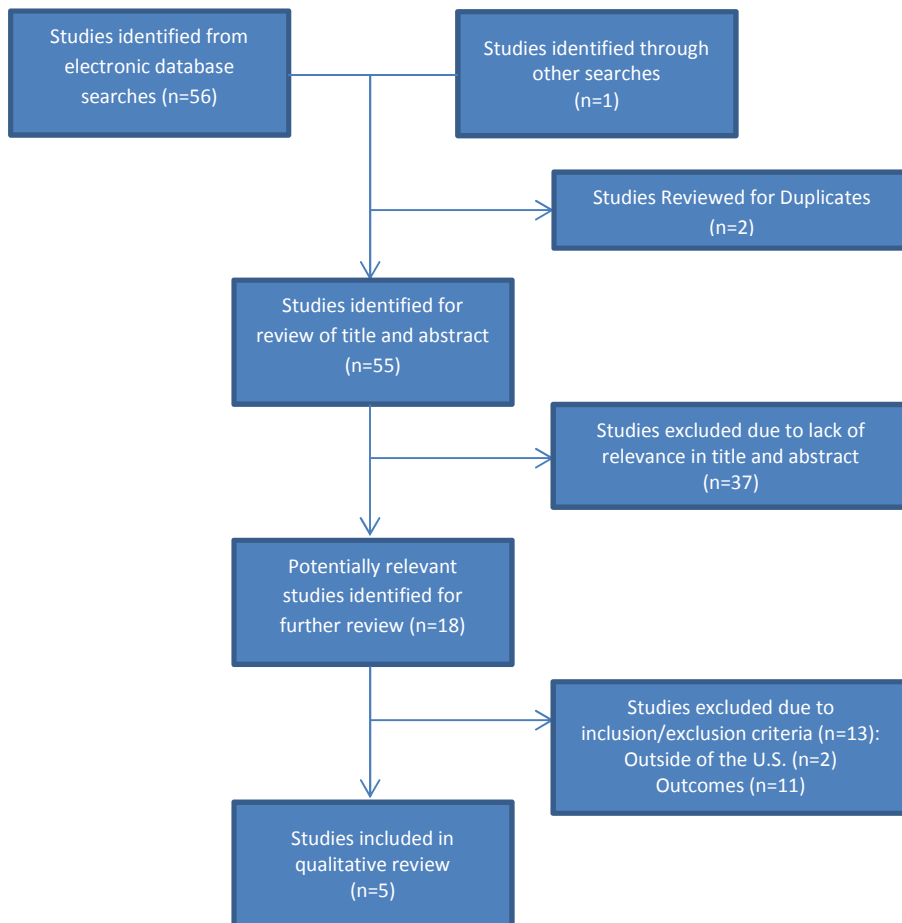 Studies identified from
electronic database
searches (n=56)
Studies identified through
other searches
(n=1)
Studies Reviewed for Duplicates
(n=2)
Studies identified for
review of title and abstract
(n=55)
Studies excluded due to lack of
relevance in title and abstract
(n=37)
Potentially relevant
studies identified for
further review (n=18)
Studies excluded due to
inclusion/exclusion criteria (n=13):
Outside of the U.S. (n=2)
Outcomes (n=11)
Studies included in
qualitative review
(n=5)